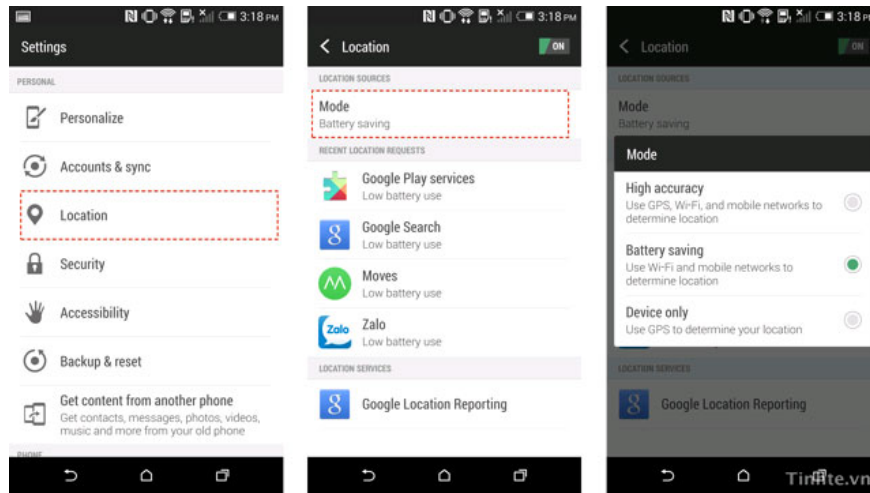 3:18 PM
Settings
PERSONAL
Personalize
Accounts & sync
Location
Security
Accessibility
Backup & reset
Get content from another phone
Get contacts, messages, photos, videos,
music and more from your old phone
PHONE
3:18 PM
Location
ON
LOCATION SOURCES
Mode
Battery saving
RECENT LOCATION REQUESTS
Google Play services
Low battery use
8
Google Search
Low battery use
Moves
Low battery use
Zalo
Zalo
Low battery use
LOCATION SERVICES
8
Google Location Reporting
3:18 PM
Location
ON
LOCATION SOURCES
Mode
Battery saving
Mode
High accuracy
Use GPS, Wi-Fi, and mobile networks to
determine location
Battery saving
Use Wi-Fi and mobile networks to
determine location
Device only
Use GPS to determine your location
LOCATION SERVICES
8
Google Location Reporting
Tinhte.vn